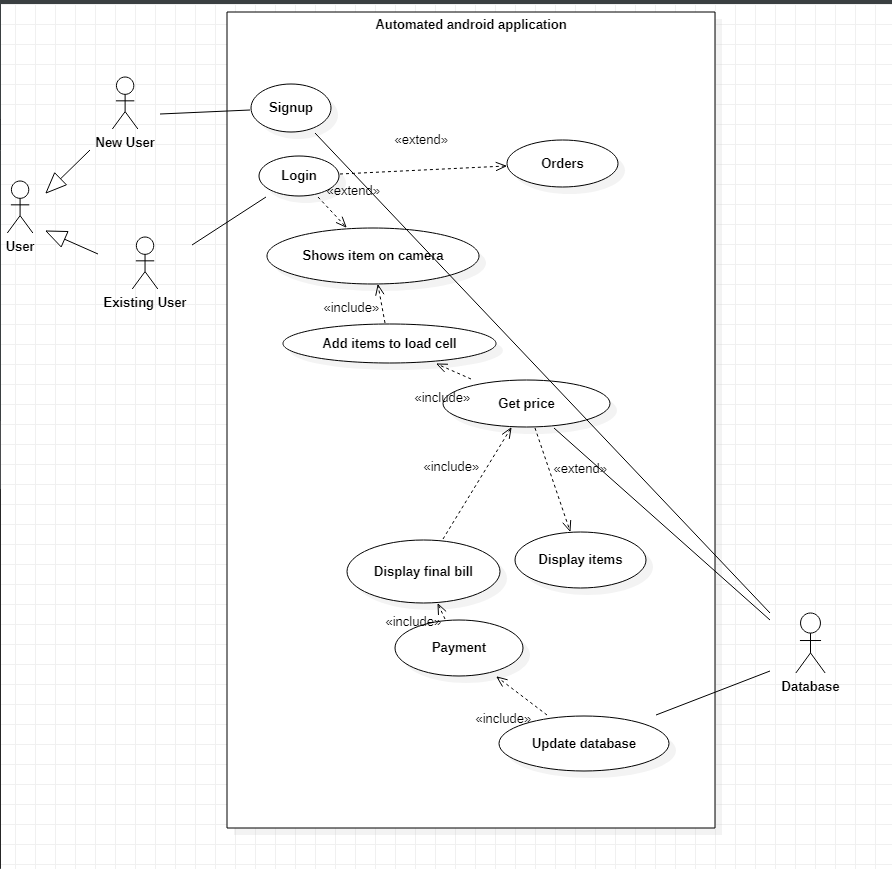 Automated android application
New User
Signup
«extend»
Orders
Login
«extend»
User
Shows item on camera
Existing User
«include»
Add items to load cell
«include»
Get price
«include»
«extend»
Display final bill
Display items
«include»
Payment
Database
«include»
Update database